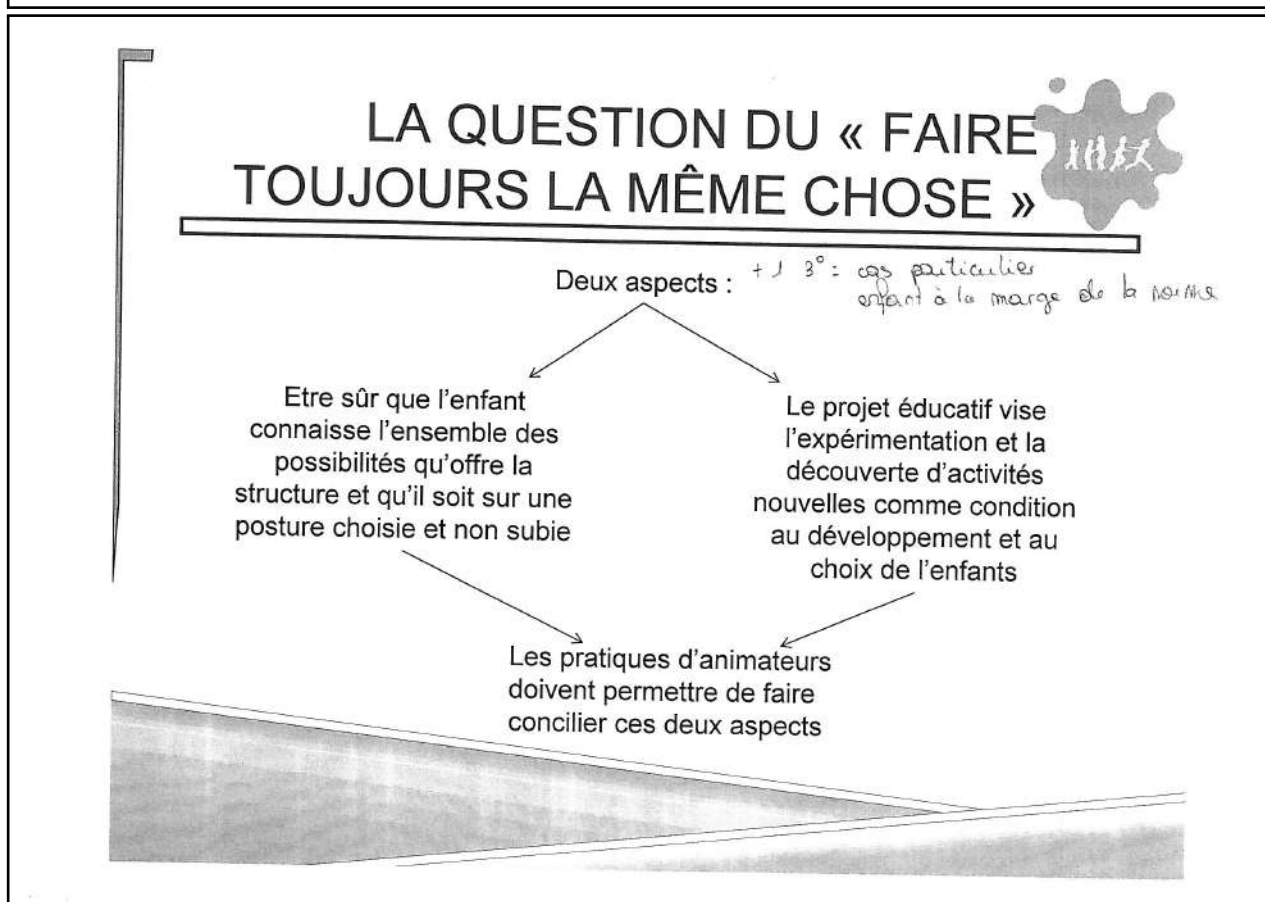 LA QUESTION DU « FAIRE
TOUJOURS LA MÊME CHOSE »
Deux aspects :
+ 1 3° : cas particulier
enfant à la marge de la norme
Etre sûr que l'enfant
connaisse l'ensemble des
possibilités qu'offre la
structure et qu'il soit sur une
posture choisie et non subie
Le projet éducatif vise
l'expérimentation et la
découverte d'activités
nouvelles comme condition
au développement et au
choix de l'enfants
Les pratiques d'animateurs
doivent permettre de faire
concilier ces deux aspects